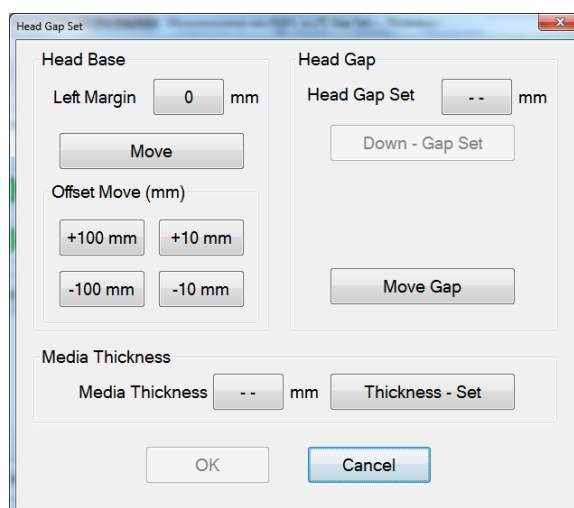 Head Gap Set
Head Base
Left Margin 0 mm
Move
Offset Move (mm)
+100 mm +10 mm
-100 mm -10 mm
Head Gap
Head Gap Set - - mm
Down - Gap Set
Move Gap
Media Thickness
Media Thickness - - mm Thickness - Set
OK Cancel